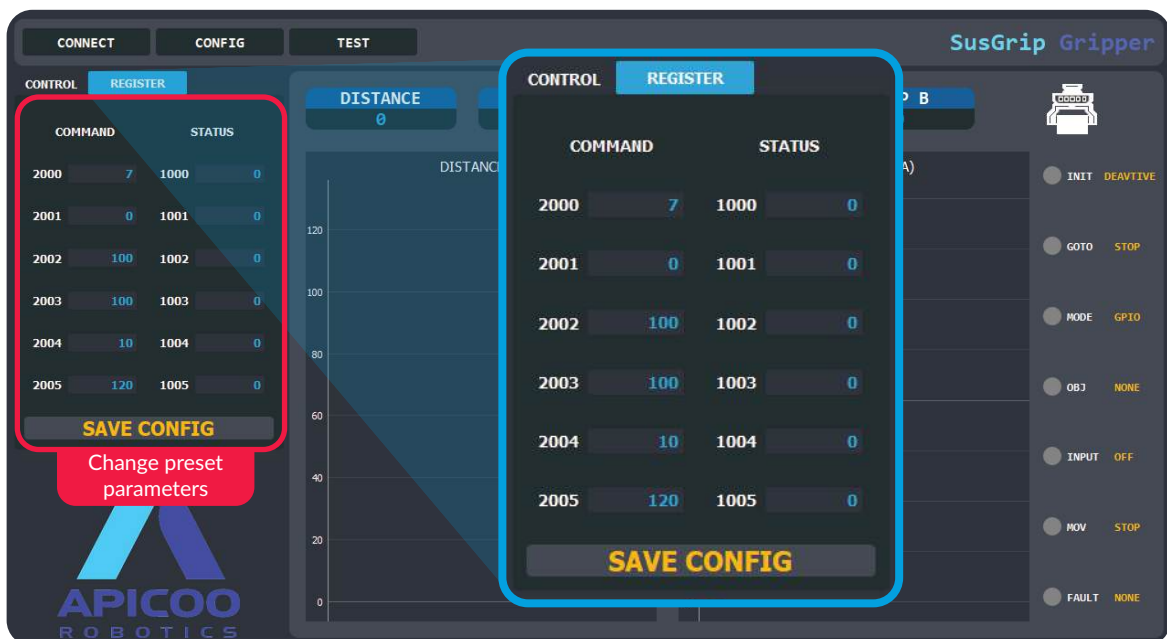 CONNECT CONFIG TEST SusGrip Gripper
CONTROL REGISTER
COMMAND STATUS
2000 7 1000 0
2001 0 1001 0
2002 100 1002 0
2003 100 1003 0
2004 10 1004 0
2005 120 1005 0
SAVE CONFIG
Change preset
parameters
APICOO
ROBOTICS
DISTANCE
0
P B
DISTANC
A)
120
100
80
60
40
20
0
CONTROL REGISTER
COMMAND STATUS
2000 7 1000 0
2001 0 1001 0
2002 100 1002 0
2003 100 1003 0
2004 10 1004 0
2005 120 1005 0
SAVE CONFIG
INIT DEAVTIVE
GOTO STOP
MODE GPIO
OBJ NONE
INPUT OFF
MOV STOP
FAULT NONE